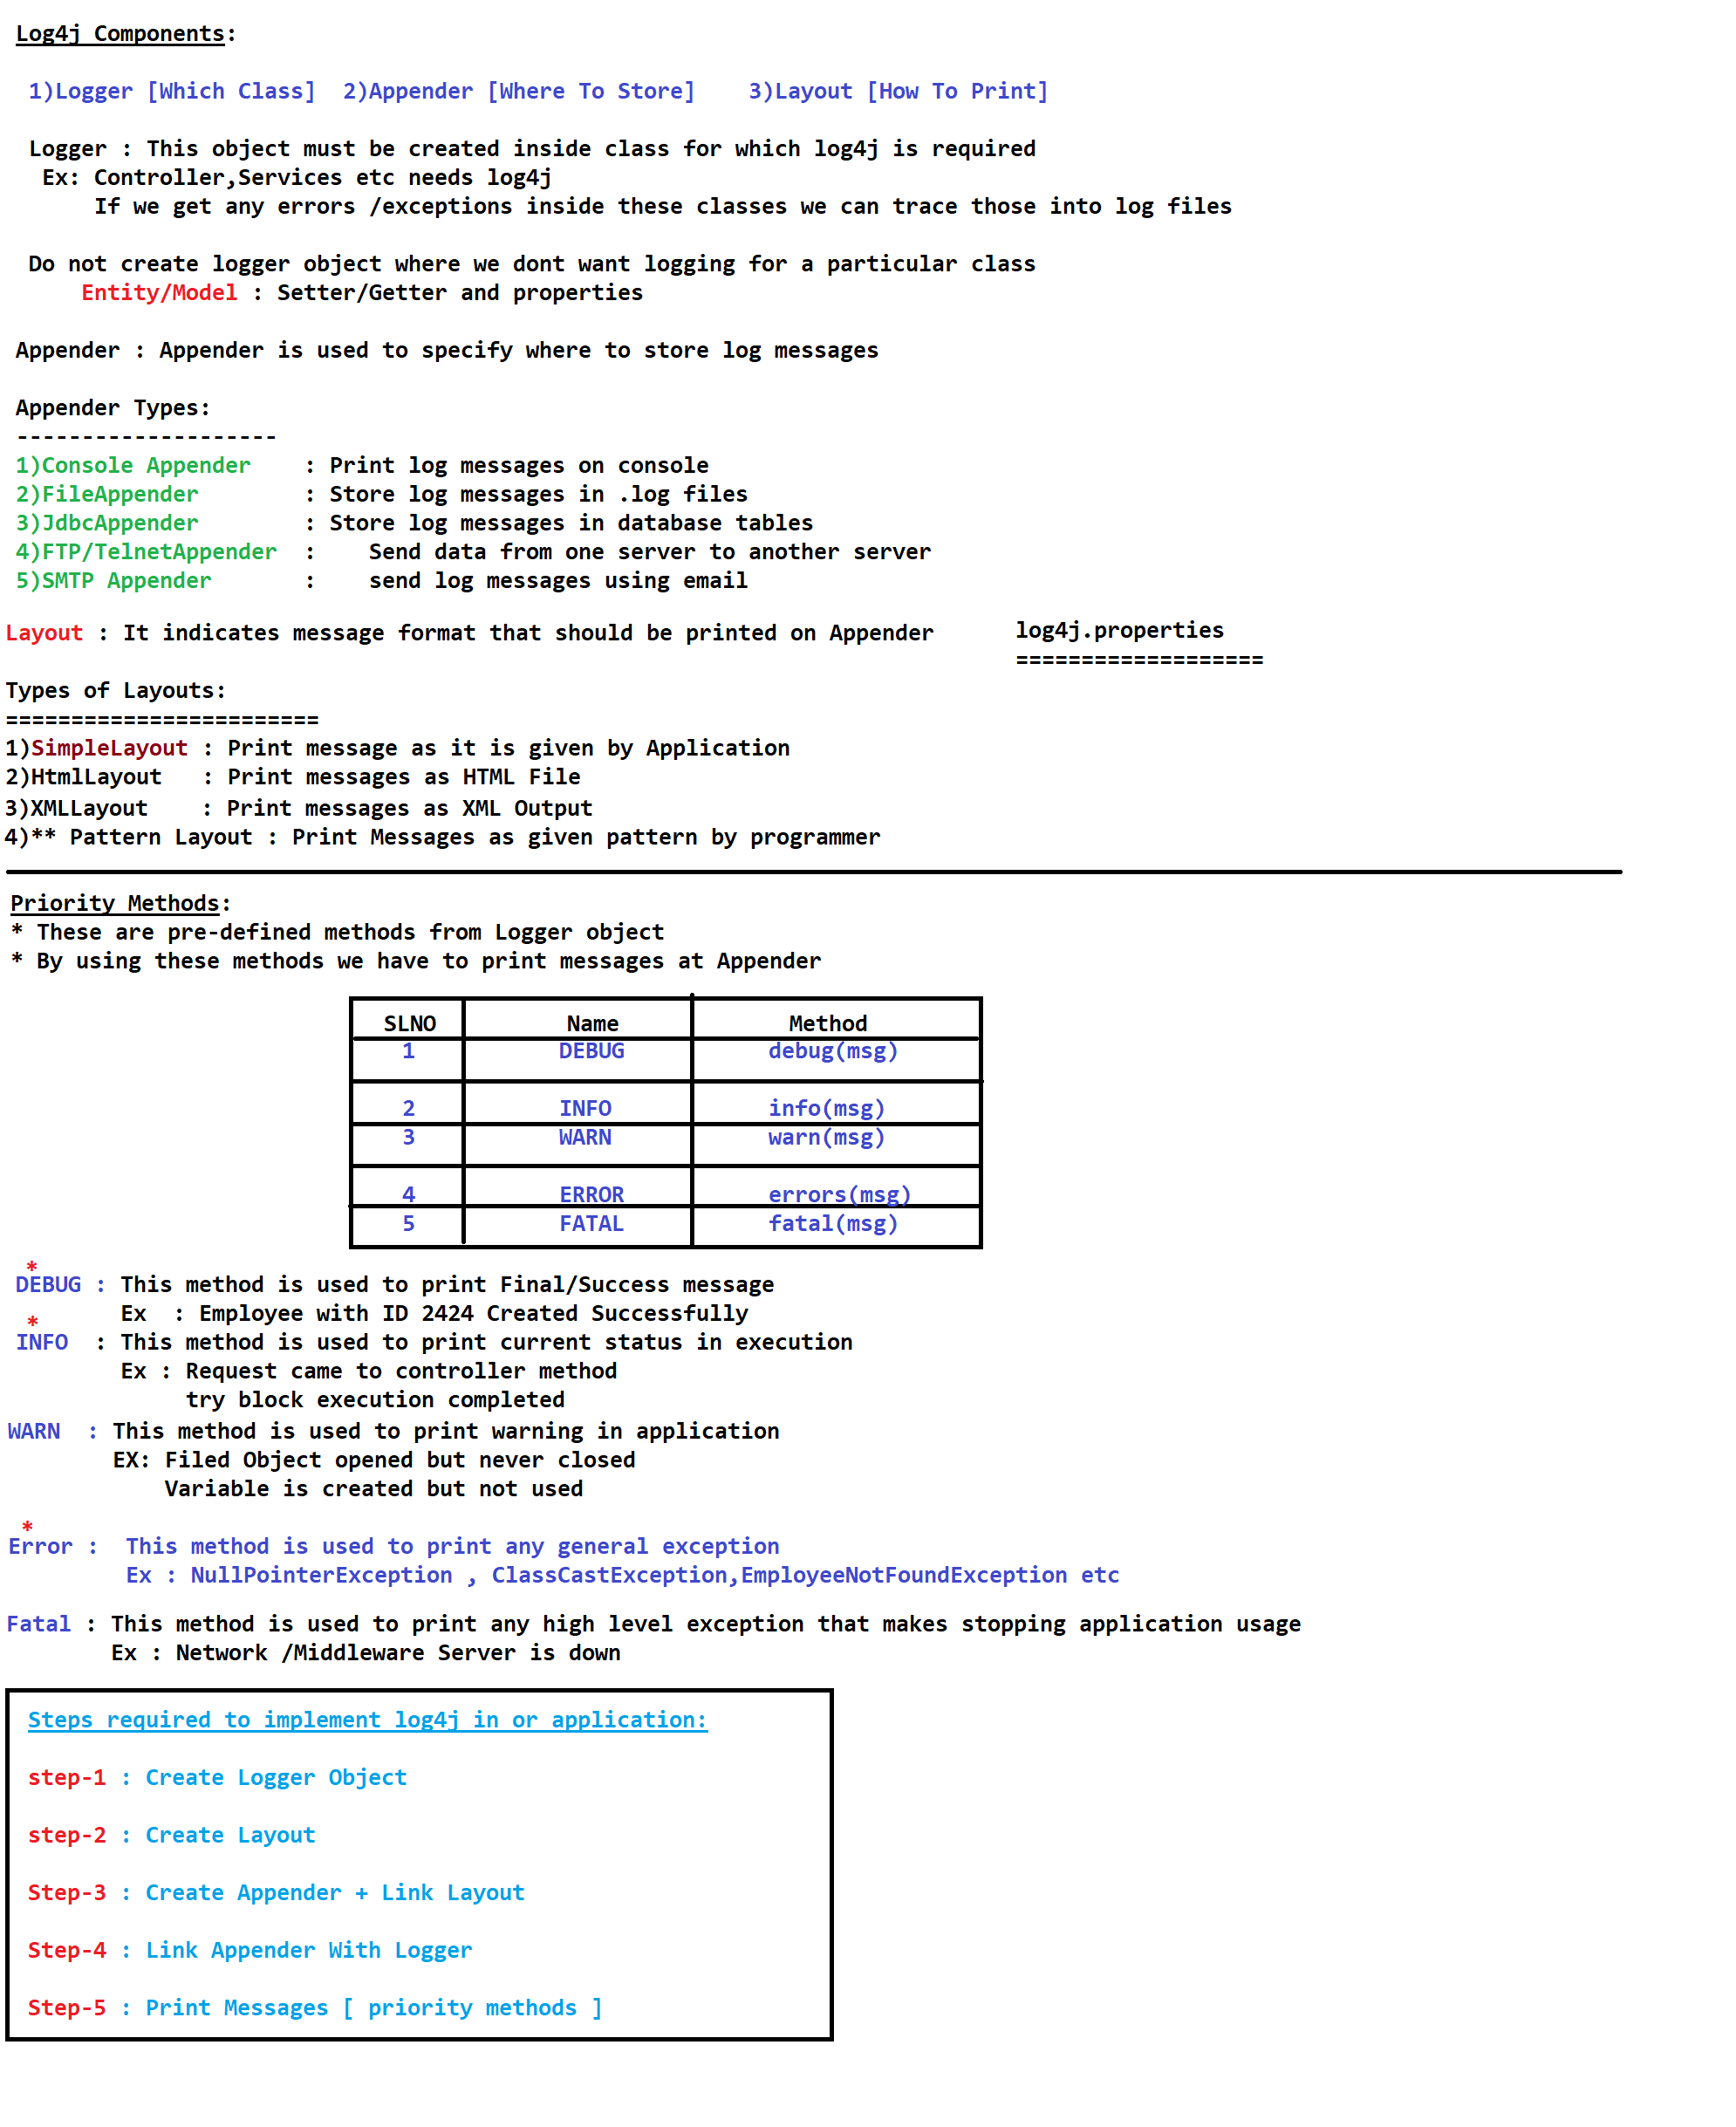 Log4j Components:
1)Logger [Which Class]  2)Appender [Where To Store]    3)Layout [How To Print]
Logger : This object must be created inside class for which log4j is required
Ex: Controller,Services etc needs log4j
If we get any errors /exceptions inside these classes we can trace those into log files
Do not create logger object where we dont want logging for a particular class
Entity/Model : Setter/Getter and properties
Appender : Appender is used to specify where to store log messages
Appender Types:
--------------------
1)Console Appender    : Print log messages on console
2)FileAppender        : Store log messages in .log files
3)JdbcAppender        : Store log messages in database tables
4)FTP/TelnetAppender  :    Send data from one server to another server
5)SMTP Appender       :    send log messages using email
Layout : It indicates message format that should be printed on Appender
log4j.properties
===================
Types of Layouts:
========================
1)SimpleLayout : Print message as it is given by Application
2)HtmlLayout   : Print messages as HTML File
3)XMLLayout    : Print messages as XML Output
4)** Pattern Layout : Print Messages as given pattern by programmer
Priority Methods:
* These are pre-defined methods from Logger object
* By using these methods we have to print messages at Appender
SLNO Name Method
1 DEBUG debug(msg)
2 INFO info(msg)
3 WARN warn(msg)
4 ERROR errors(msg)
5 FATAL fatal(msg)
*
DEBUG : This method is used to print Final/Success message
Ex  : Employee with ID 2424 Created Successfully
*
INFO  : This method is used to print current status in execution
Ex : Request came to controller method
try block execution completed
WARN  : This method is used to print warning in application
EX: Filed Object opened but never closed
Variable is created but not used
*
Error :  This method is used to print any general exception
Ex : NullPointerException , ClassCastException,EmployeeNotFoundException etc
Fatal : This method is used to print any high level exception that makes stopping application usage
Ex : Network /Middleware Server is down
Steps required to implement log4j in or application:
step-1 : Create Logger Object
step-2 : Create Layout
Step-3 : Create Appender + Link Layout
Step-4 : Link Appender With Logger
Step-5 : Print Messages [ priority methods ]